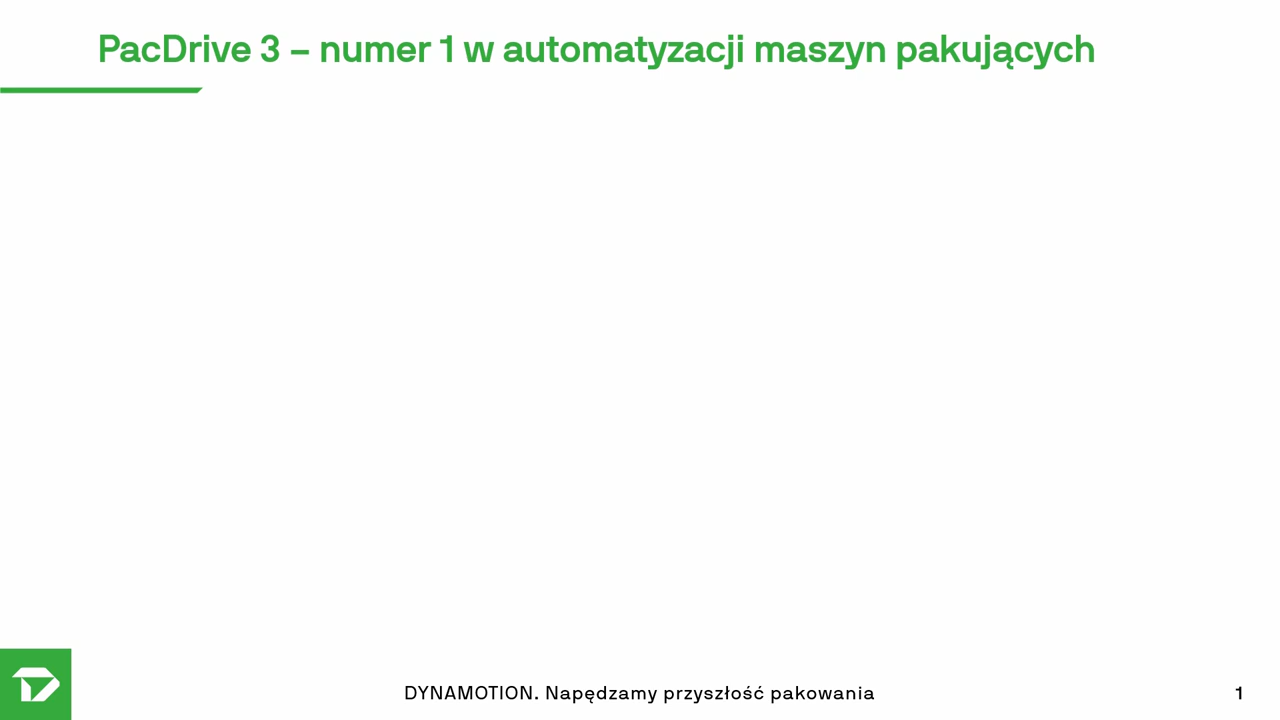 PacDrive 3 – numer 1 w automatyzacji maszyn pakujących
DYNAMOTION. Napędzamy przyszłość pakowania
1